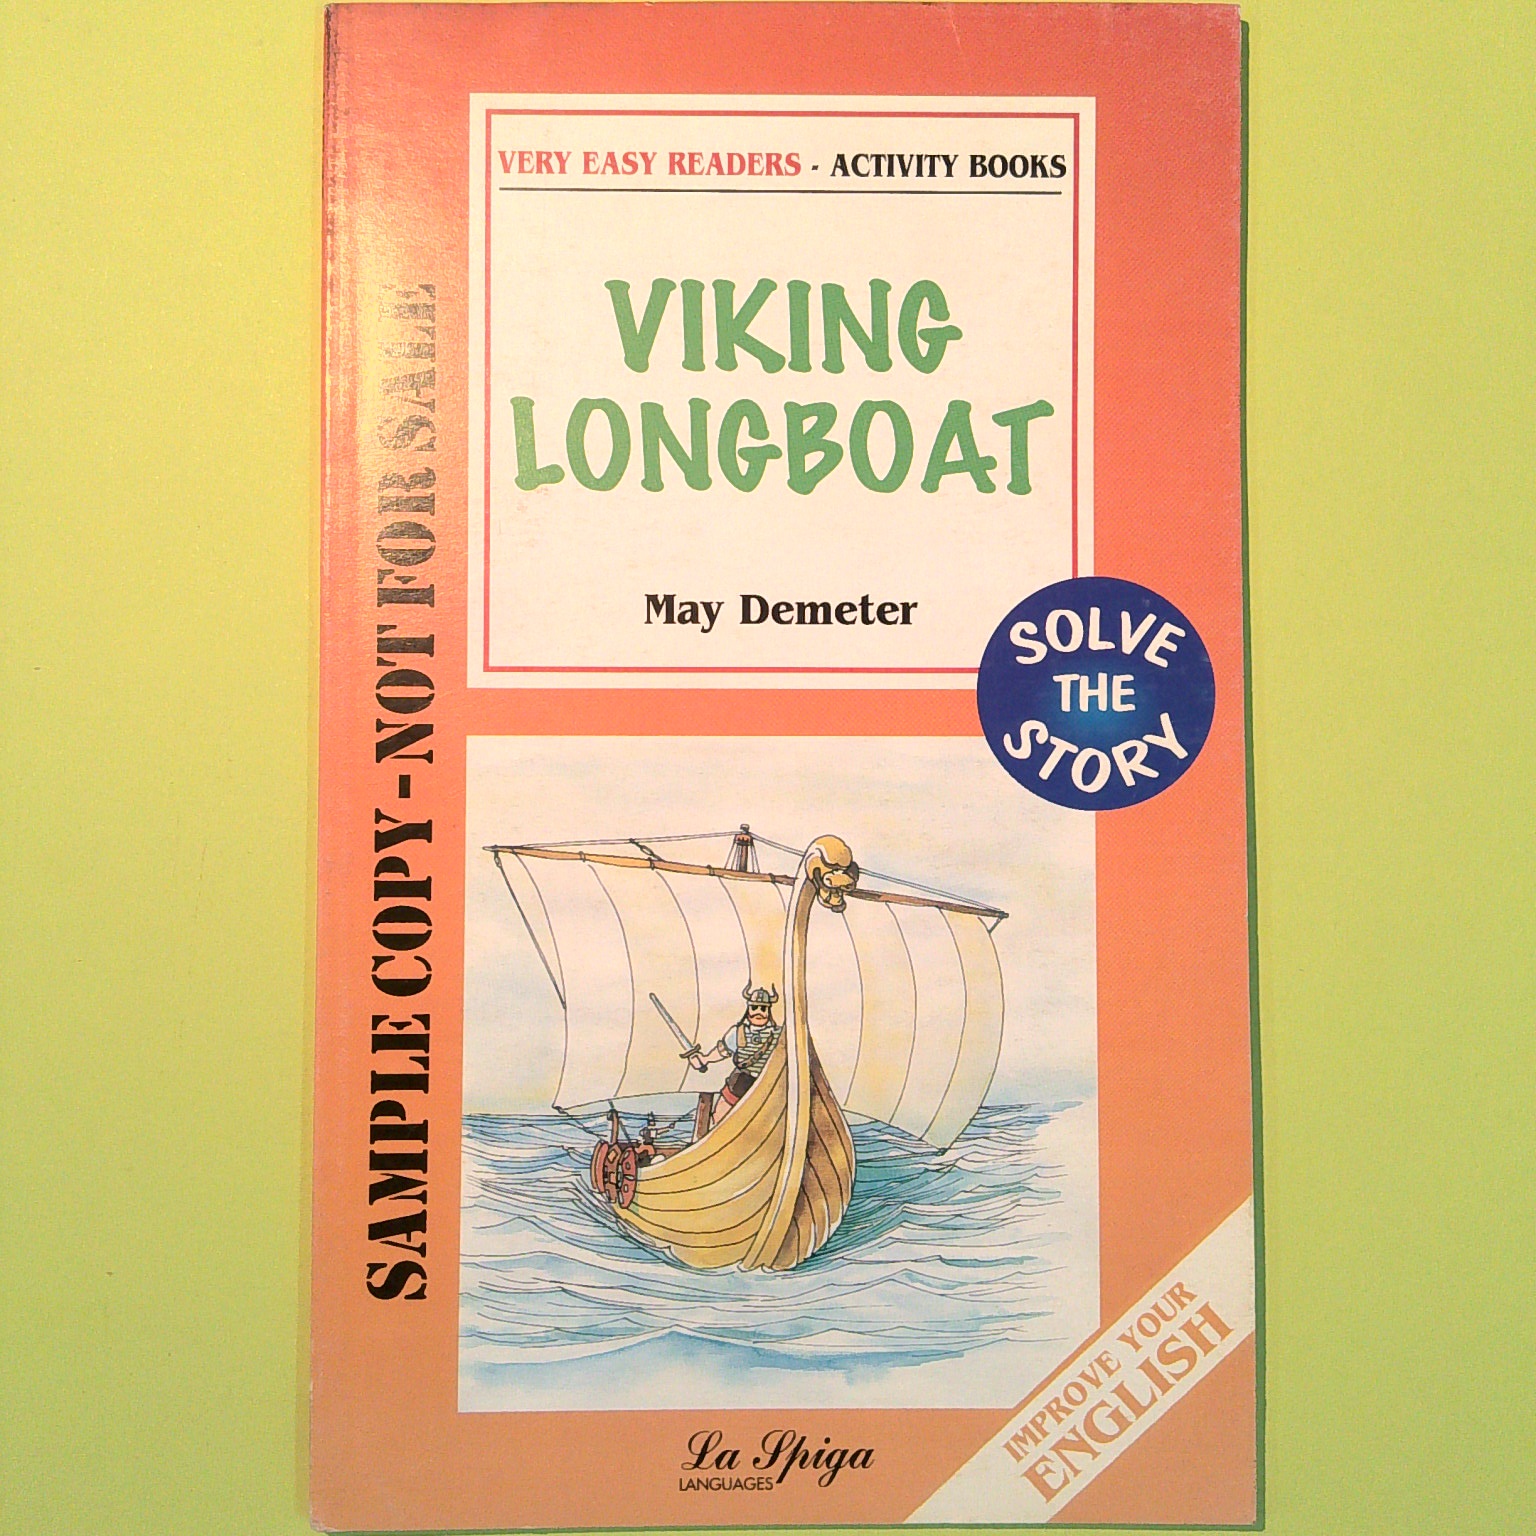 VERY EASY READERS - ACTIVITY BOOKS
VIKING
LONGBOAT
May Demeter
SOLVE
THE
STORY
SAMPLE COPY - NOT FOR SALE
IMPROVE YOUR
ENGLISH
La Spiga
LANGUAGES